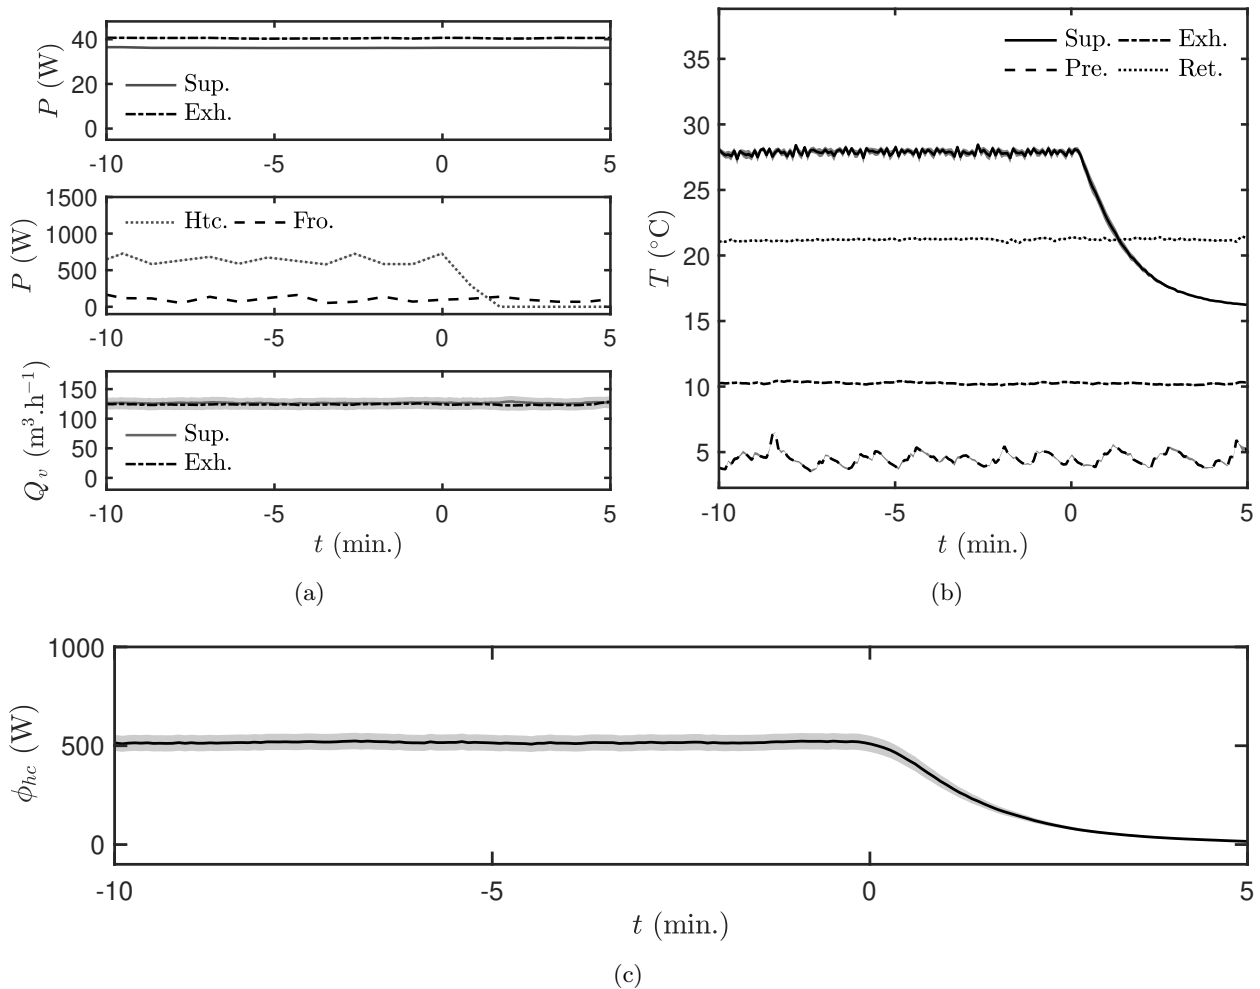 40
20
0
P (W)
Sup.
Exh.
-10
-5
0
5
1500
1000
500
0
P (W)
Htc.
Fro.
-10
-5
0
5
150
100
50
0
Q_v (m³.h⁻¹)
Sup.
Exh.
-10
-5
0
5
t (min.)
(a)
35
30
25
20
15
10
5
T (°C)
Sup.
Exh.
Pre.
Ret.
-10
-5
0
5
t (min.)
(b)
1000
500
0
ϕ_hc (W)
-10
-5
0
5
t (min.)
(c)